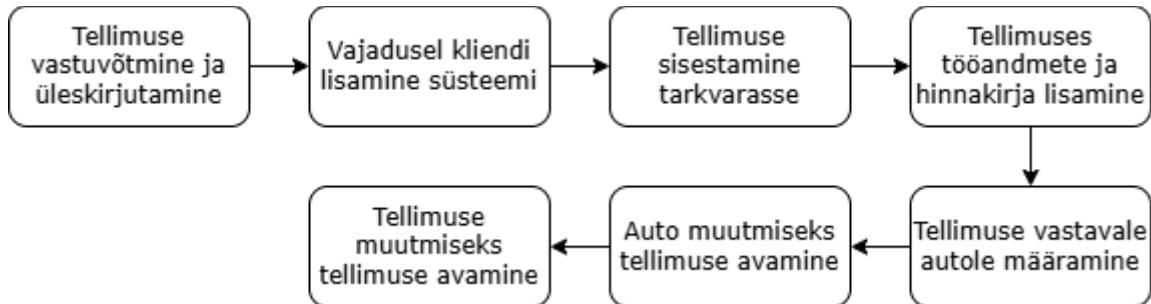 Tellimuse
vastuvõtmine ja
üleskirjutamine
Vajadusel kliendi
lisamine süsteemi
Tellimuse
sisestamine
tarkvarasse
Tellimuses
tööandmete ja
hinnakirja lisamine
Tellimuse vastavale
autole määramine
Auto muutmiseks
tellimuse avamine
Tellimuse
muutmiseks
tellimuse avamine